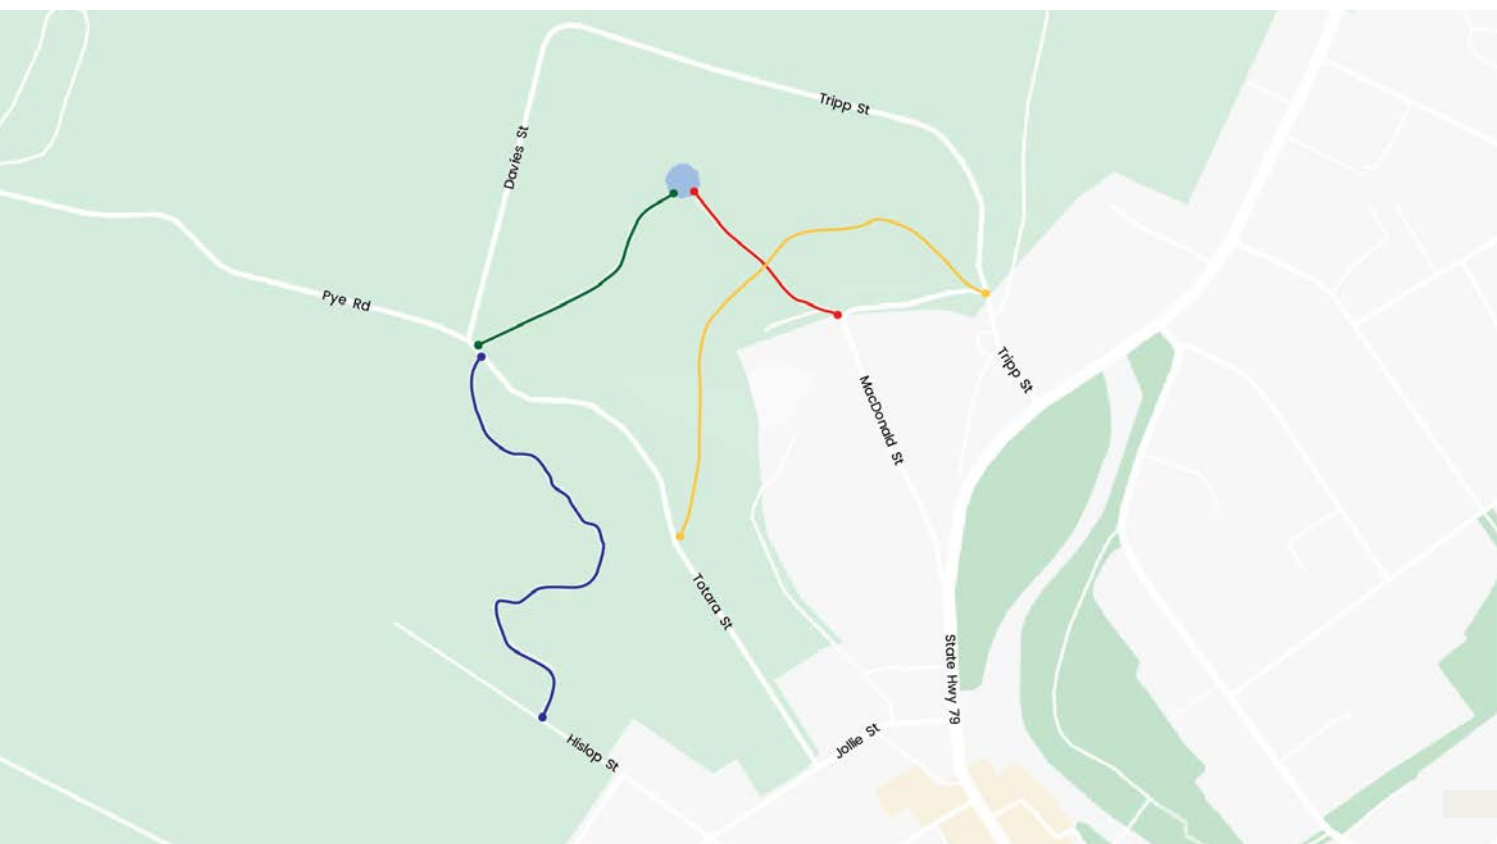 Tripp St
Davies St
Pye Rd
Tripp St
MacDonald St
Totara St
State Hwy 79
Jollie St
Hislop St